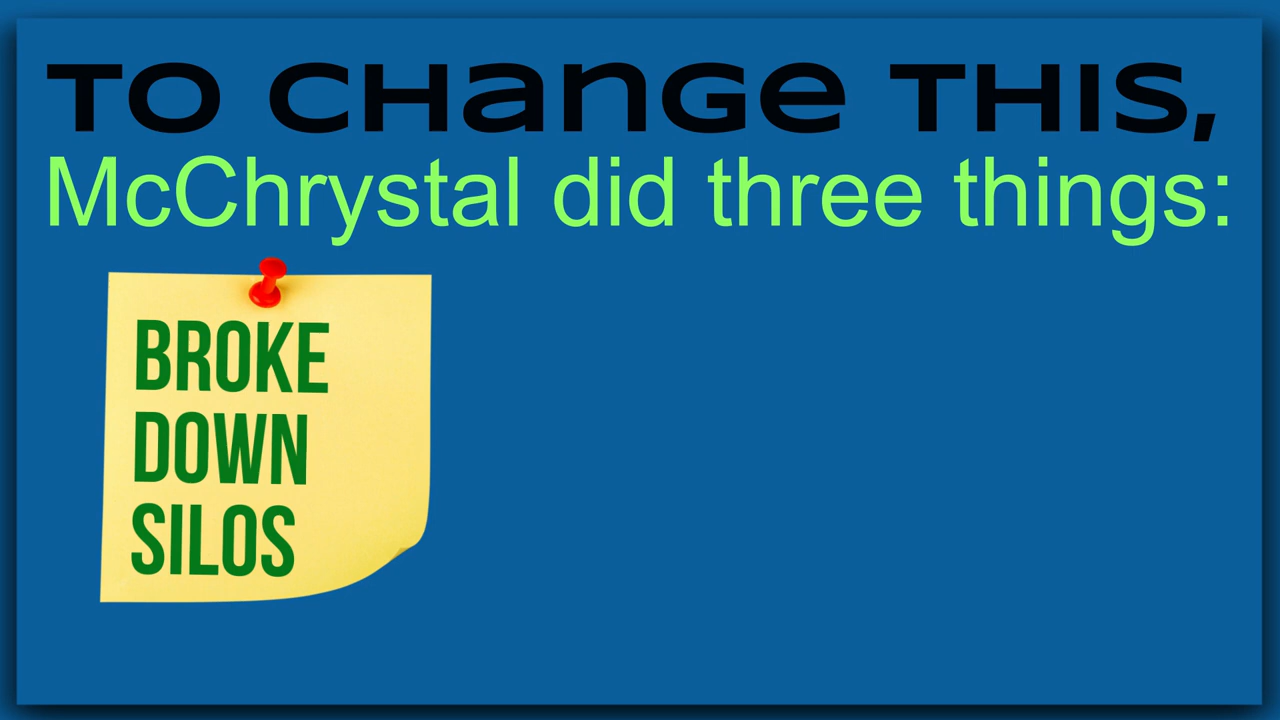 TO CHANGE THIS,
McChrystal did three things:
BROKE
DOWN
SILOS